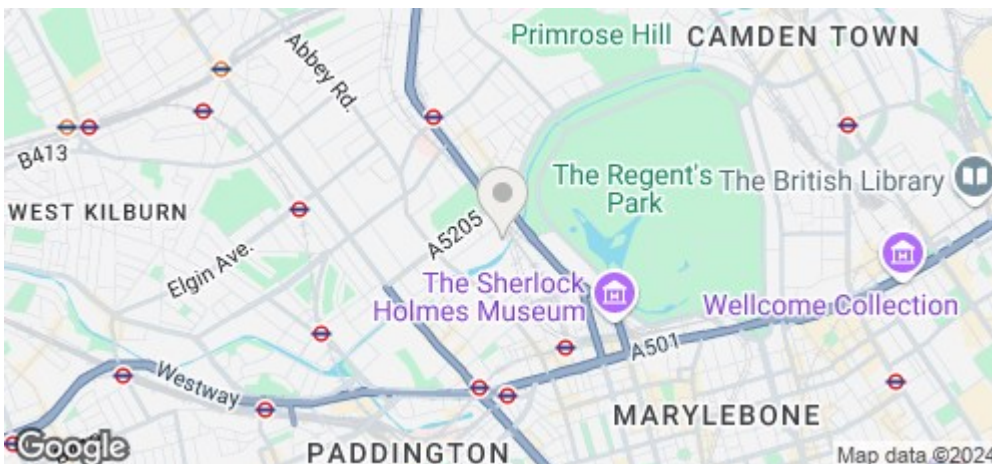 Primrose Hill
CAMDEN TOWN
Abbey Rd.
B413
The Regent's
Park
The British Library
WEST KILBURN
A5205
Elgin Ave.
The Sherlock
Holmes Museum
Wellcome Collection
A501
Westway
MARYLEBONE
PADDINGTON
Google
Map data ©2024